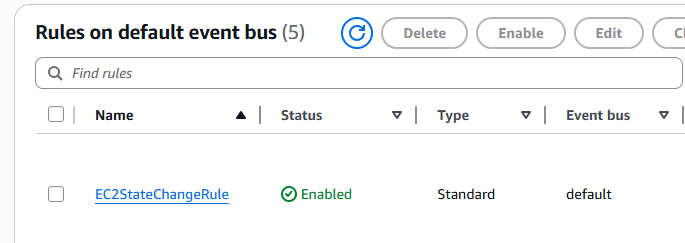 Rules on default event bus (5)
Delete
Enable
Edit
Find rules
Name
Status
Type
Event bus
EC2StateChangeRule
Enabled
Standard
default